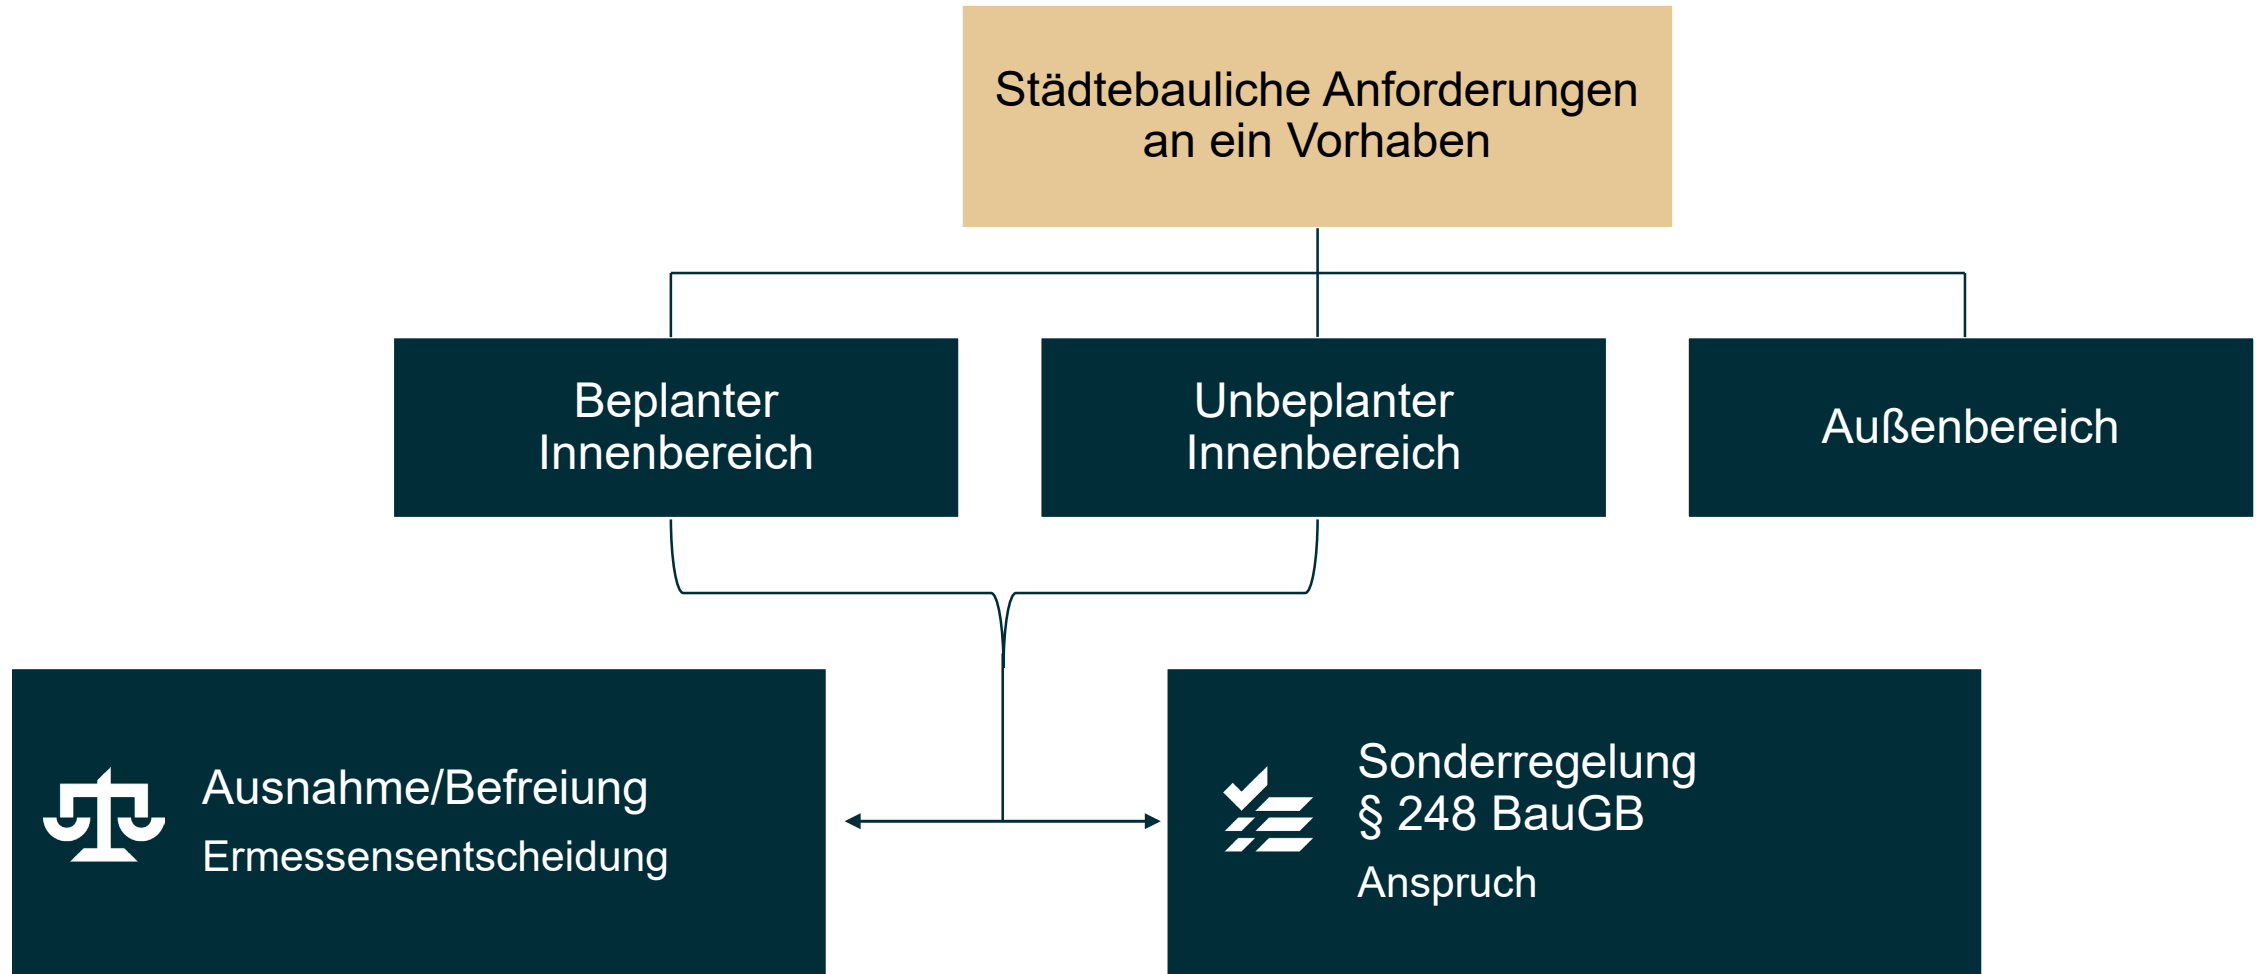 Städtebauliche Anforderungen
an ein Vorhaben
Beplanter
Innenbereich
Unbeplanter
Innenbereich
Außenbereich
Ausnahme/Befreiung
Ermessensentscheidung
Sonderregelung
§ 248 BauGB
Anspruch